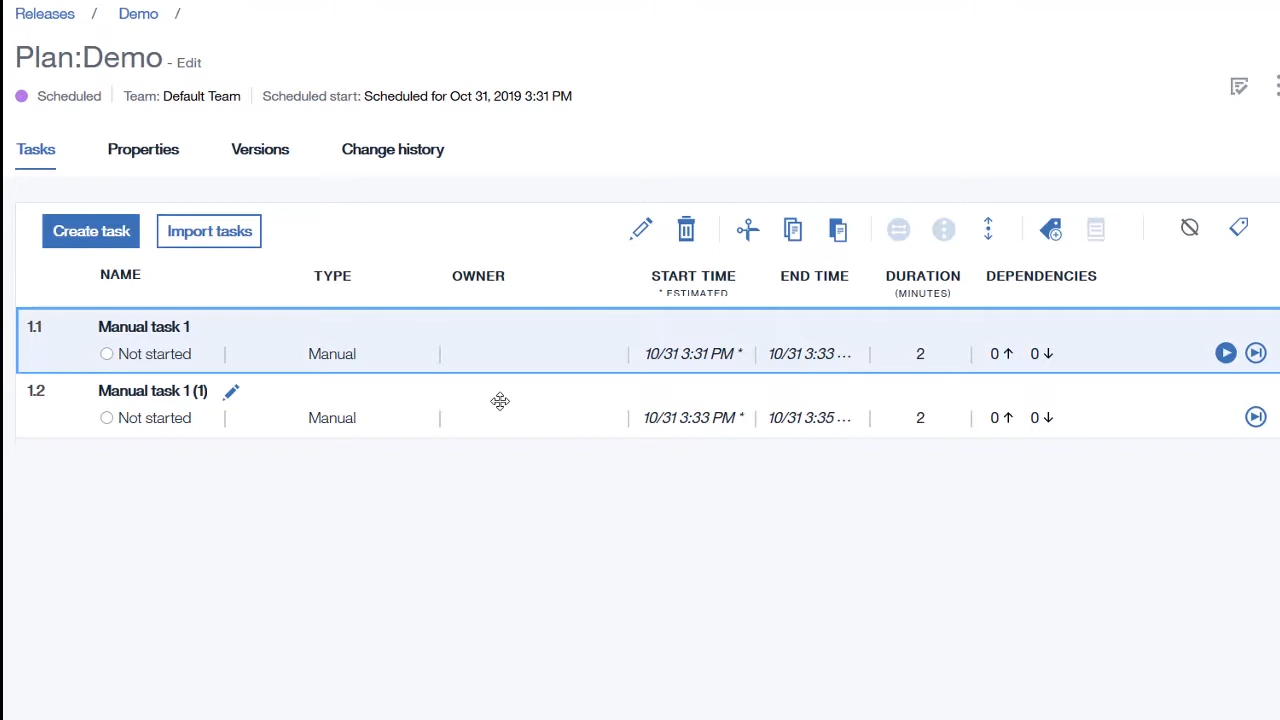 Releases / Demo /
Plan:Demo - Edit
Scheduled Team: Default Team Scheduled start: Scheduled for Oct 31, 2019 3:31 PM
Tasks Properties Versions Change history
Create task Import tasks
NAME TYPE OWNER START TIME END TIME DURATION DEPENDENCIES
* ESTIMATED (MINUTES)
1.1 Manual task 1
Not started | Manual | | 10/31 3:31 PM * | 10/31 3:33 ... | 2 | 0 ↑ 0 ↓
1.2 Manual task 1 (1)
Not started | Manual | | 10/31 3:33 PM * | 10/31 3:35 ... | 2 | 0 ↑ 0 ↓